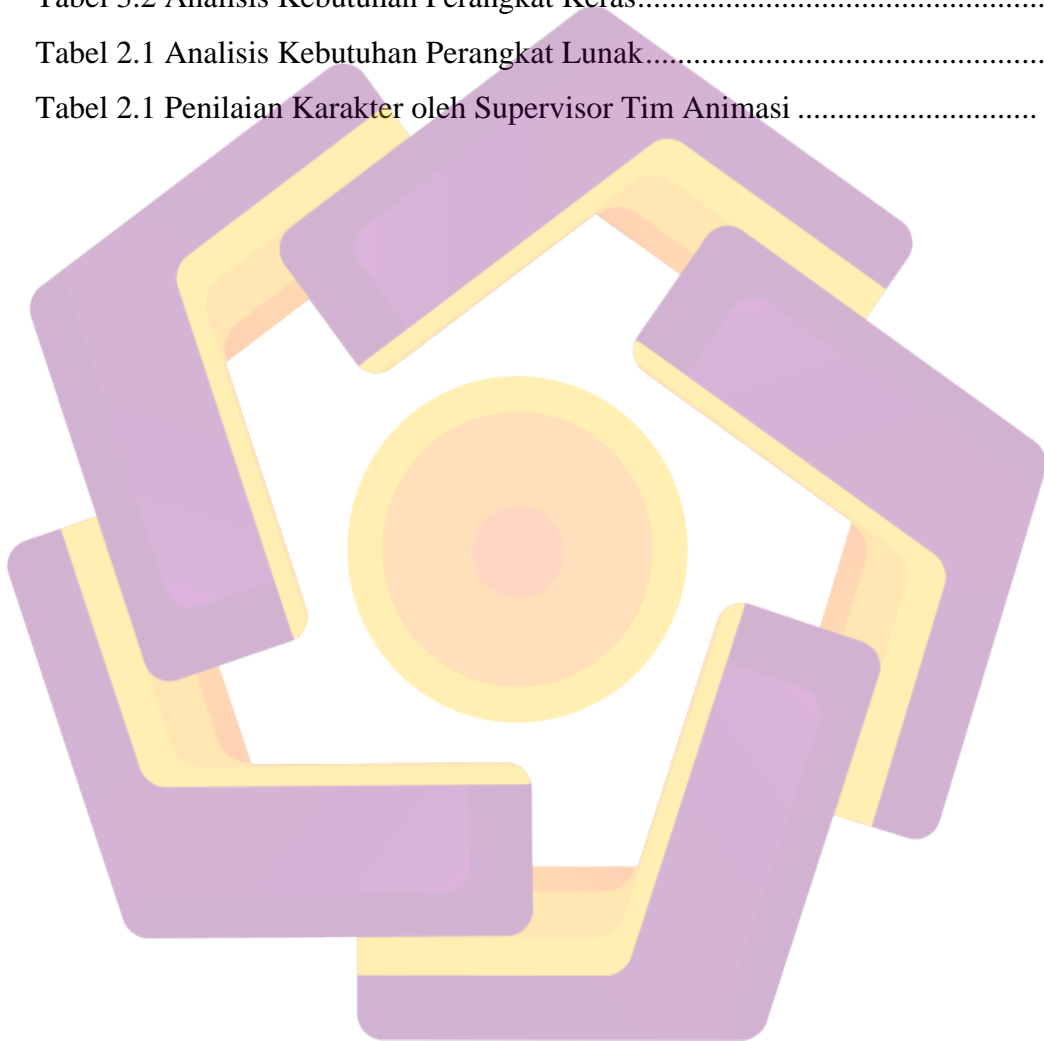 Tabel 3.2 Analisis Kebutuhan Perangkat Keras.....................................................
Tabel 2.1 Analisis Kebutuhan Perangkat Lunak....................................................
Tabel 2.1 Penilaian Karakter oleh Supervisor Tim Animasi ..............................